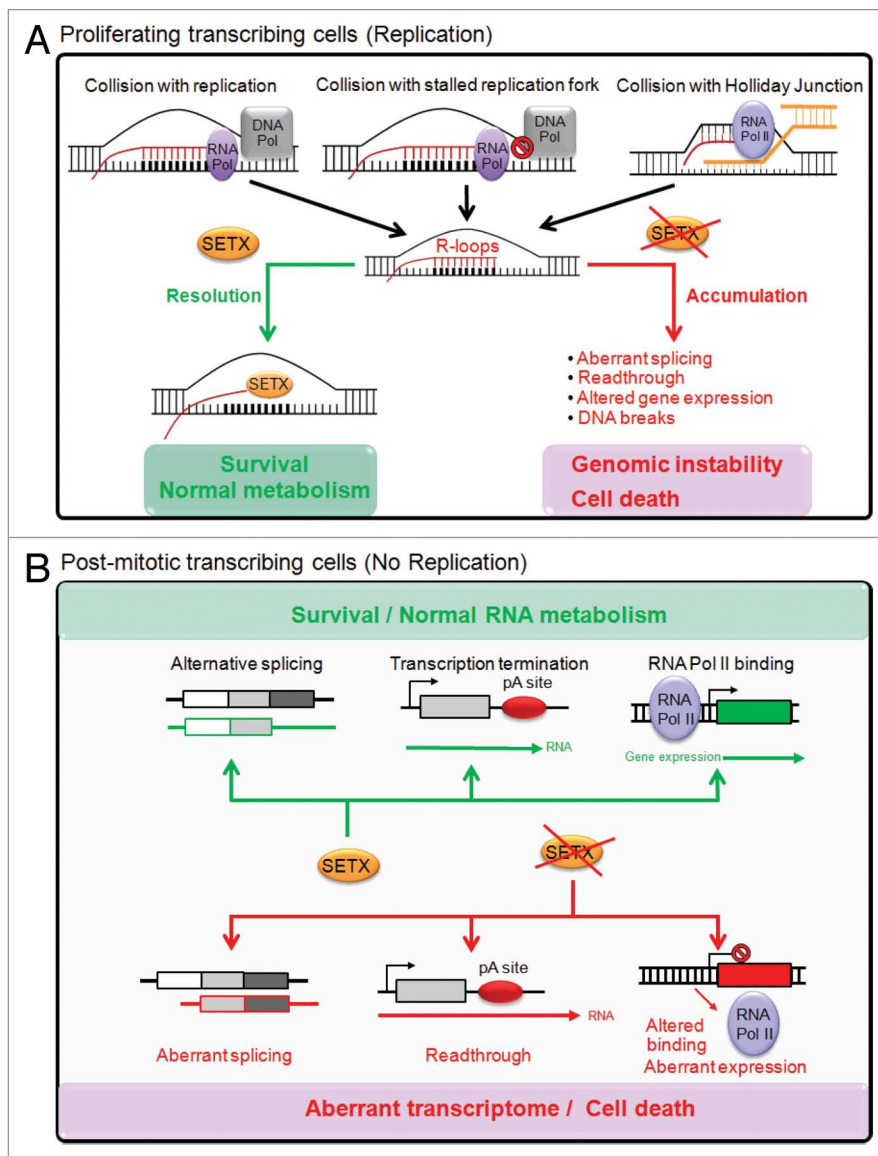 A Proliferating transcribing cells (Replication)
Collision with replication
Collision with stalled replication fork
Collision with Holliday Junction
DNA
Pol
RNA
Pol
DNA
Pol
RNA
Pol
RNA
Pol II
SETX
R-loops
SETX
Resolution
Accumulation
SETX
• Aberrant splicing
• Readthrough
• Altered gene expression
• DNA breaks
Survival
Normal metabolism
Genomic instability
Cell death
B Post-mitotic transcribing cells (No Replication)
Survival / Normal RNA metabolism
Alternative splicing
Transcription termination
pA site
RNA
RNA Pol II binding
RNA
Pol II
Gene expression
SETX
SETX
Aberrant splicing
pA site
RNA
Readthrough
RNA
Pol II
Altered
binding
Aberrant expression
Aberrant transcriptome / Cell death